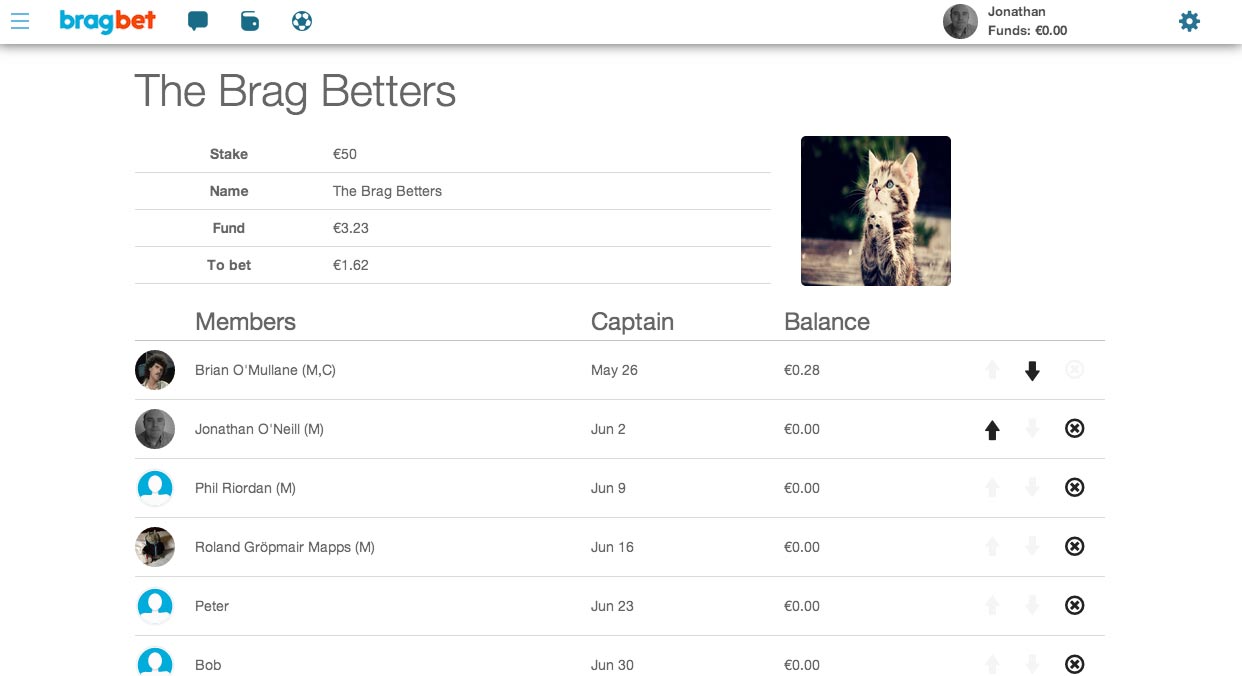 bragbet
Jonathan
Funds: €0.00
The Brag Betters
Stake €50
Name The Brag Betters
Fund €3.23
To bet €1.62
Members Captain Balance
Brian O'Mullane (M,C) May 26 €0.28
Jonathan O'Neill (M) Jun 2 €0.00
Phil Riordan (M) Jun 9 €0.00
Roland Gröpmair Mapps (M) Jun 16 €0.00
Peter Jun 23 €0.00
Bob Jun 30 €0.00